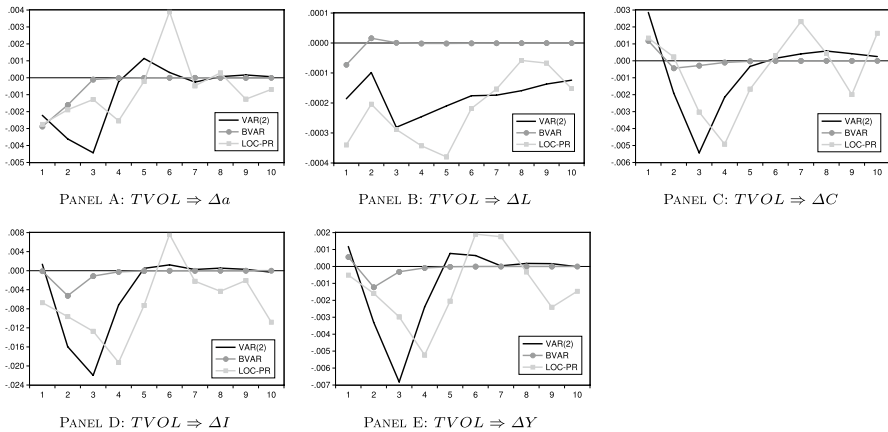 .004
.003
.002
.001
.000
-.001
-.002
-.003
-.004
-.005
1 2 3 4 5 6 7 8 9 10
VAR(2)
BVAR
LOC-PR
PANEL A: TVOL ⇒ Δa
.0001
.0000
-.0001
-.0002
-.0003
-.0004
1 2 3 4 5 6 7 8 9 10
VAR(2)
BVAR
LOC-PR
PANEL B: TVOL ⇒ ΔL
.003
.002
.001
.000
-.001
-.002
-.003
-.004
-.005
-.006
1 2 3 4 5 6 7 8 9 10
VAR(2)
BVAR
LOC-PR
PANEL C: TVOL ⇒ ΔC
.008
.004
.000
-.004
-.008
-.012
-.016
-.020
-.024
1 2 3 4 5 6 7 8 9 10
VAR(2)
BVAR
LOC-PR
PANEL D: TVOL ⇒ ΔI
.002
.001
.000
-.001
-.002
-.003
-.004
-.005
-.006
-.007
1 2 3 4 5 6 7 8 9 10
VAR(2)
BVAR
LOC-PR
PANEL E: TVOL ⇒ ΔY